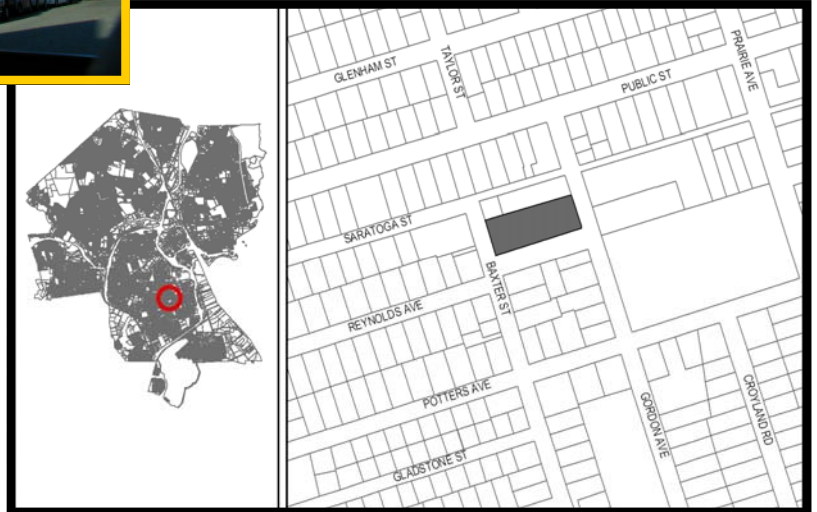 GLENHAM ST
TAYLOR ST
PUBLIC ST
PRAIRIE AVE
SARATOGA ST
BAXTER ST
REYNOLDS AVE
POTTERS AVE
GLADSTONE ST
GORDON AVE
CROYLAND RD